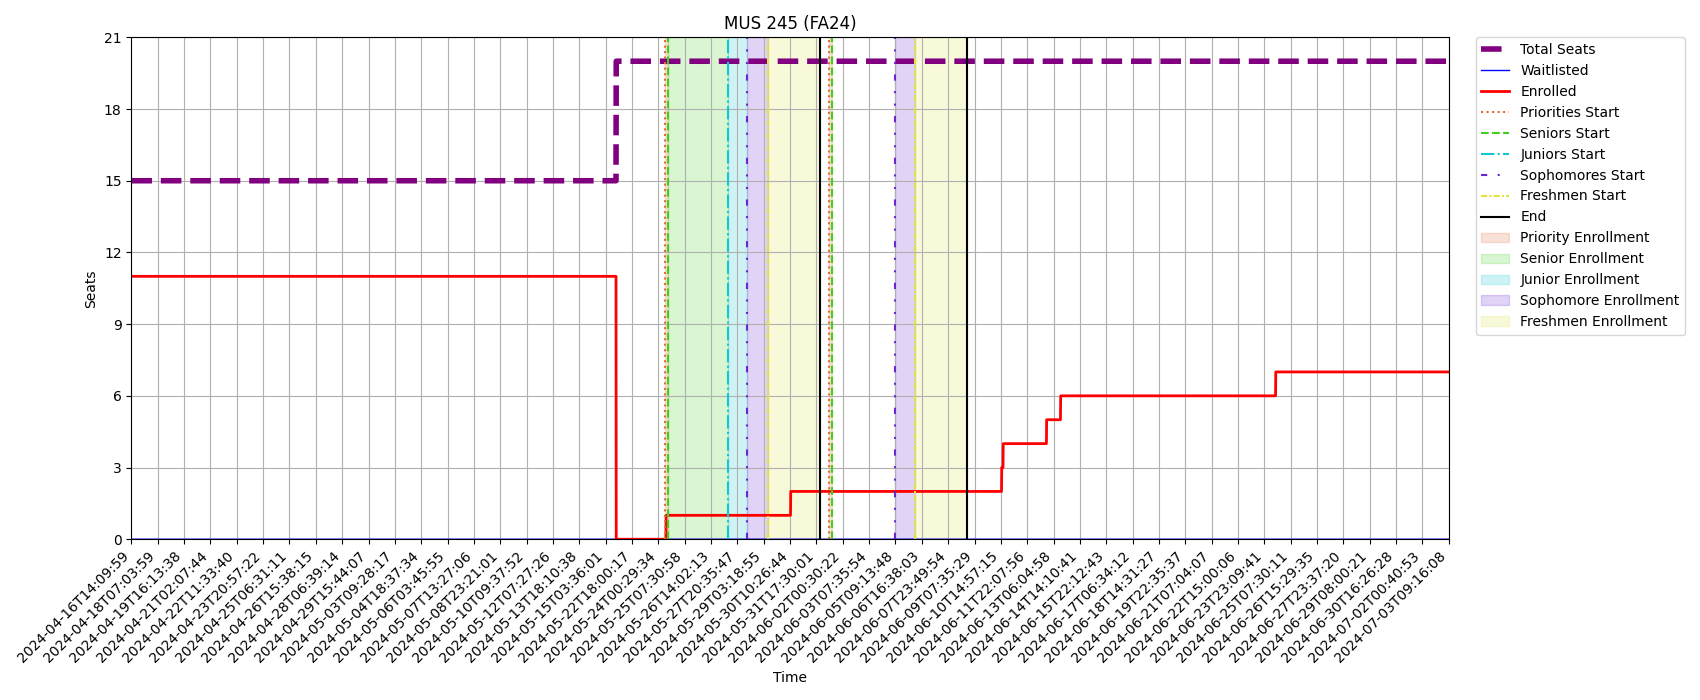 MUS 245 (FA24)
21
18
15
12
9
6
3
0
Seats
2024-04-16T14:09:59
2024-04-18T07:03:59
2024-04-19T16:13:38
2024-04-21T02:07:44
2024-04-22T11:33:40
2024-04-23T20:57:22
2024-04-25T06:31:11
2024-04-26T15:38:15
2024-04-28T06:39:14
2024-04-29T15:44:07
2024-05-03T09:28:17
2024-05-04T18:37:34
2024-05-06T03:45:55
2024-05-07T13:27:06
2024-05-08T23:21:01
2024-05-10T09:37:52
2024-05-12T07:27:26
2024-05-13T18:10:38
2024-05-15T03:36:01
2024-05-22T18:00:17
2024-05-24T00:29:34
2024-05-25T07:30:58
2024-05-26T14:02:13
2024-05-27T20:35:47
2024-05-29T03:18:55
2024-05-30T10:26:44
2024-05-31T17:30:01
2024-06-02T00:30:22
2024-06-03T07:35:54
2024-06-05T09:13:48
2024-06-06T16:38:03
2024-06-07T23:49:54
2024-06-09T07:35:29
2024-06-10T14:57:15
2024-06-11T22:07:56
2024-06-13T06:04:58
2024-06-14T14:10:41
2024-06-15T22:12:43
2024-06-17T06:34:12
2024-06-18T14:31:27
2024-06-19T22:35:37
2024-06-21T07:04:07
2024-06-22T15:00:06
2024-06-23T23:09:41
2024-06-25T07:30:11
2024-06-26T15:29:35
2024-06-27T23:37:20
2024-06-29T08:00:21
2024-06-30T16:26:28
2024-07-02T00:40:53
2024-07-03T09:16:08
Time
Total Seats
Waitlisted
Enrolled
Priorities Start
Seniors Start
Juniors Start
Sophomores Start
Freshmen Start
End
Priority Enrollment
Senior Enrollment
Junior Enrollment
Sophomore Enrollment
Freshmen Enrollment